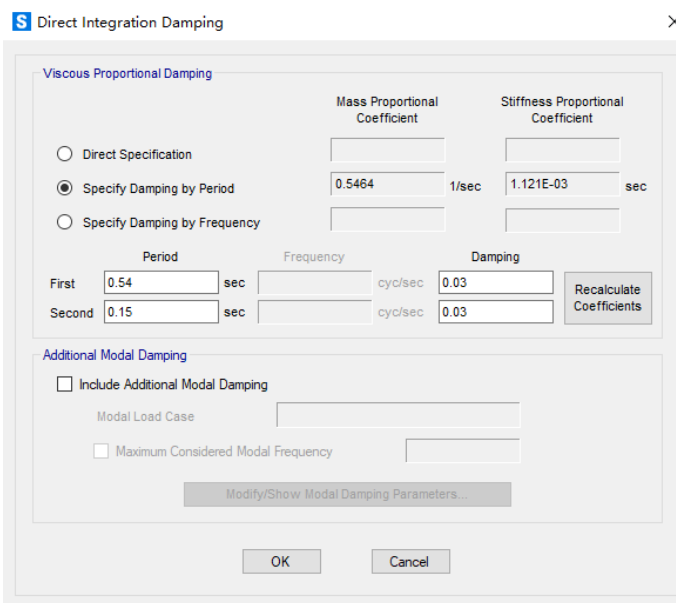 S Direct Integration Damping
Viscous Proportional Damping
Mass Proportional Coefficient
Stiffness Proportional Coefficient
Direct Specification
Specify Damping by Period 0.5464 1/sec 1.121E-03 sec
Specify Damping by Frequency
Period Frequency Damping
First 0.54 sec cyc/sec 0.03
Second 0.15 sec cyc/sec 0.03
Recalculate
Coefficients
Additional Modal Damping
Include Additional Modal Damping
Modal Load Case
Maximum Considered Modal Frequency
Modify/Show Modal Damping Parameters...
OK Cancel